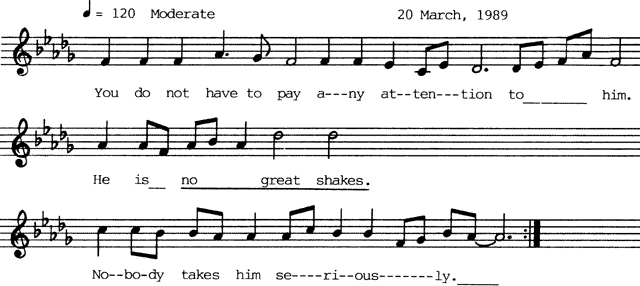 = 120 Moderate 20 March, 1989
You do not have to pay a---ny at--ten---tion to_______ him.
He is__ no great shakes.
No--bo-dy takes him se----ri--ous-------ly._____